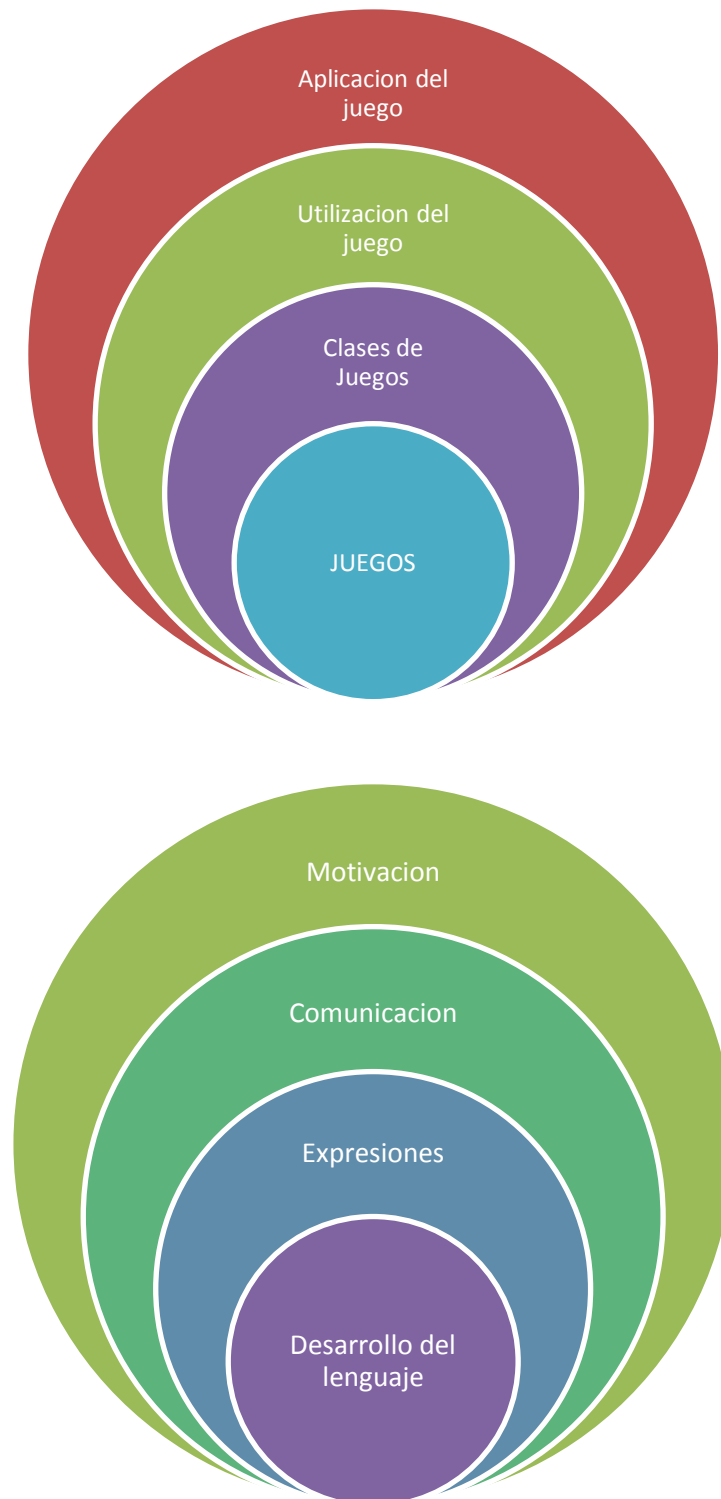 Aplicacion del
juego
Utilizacion del
juego
Clases de
Juegos
JUEGOS
Motivacion
Comunicacion
Expresiones
Desarrollo del
lenguaje